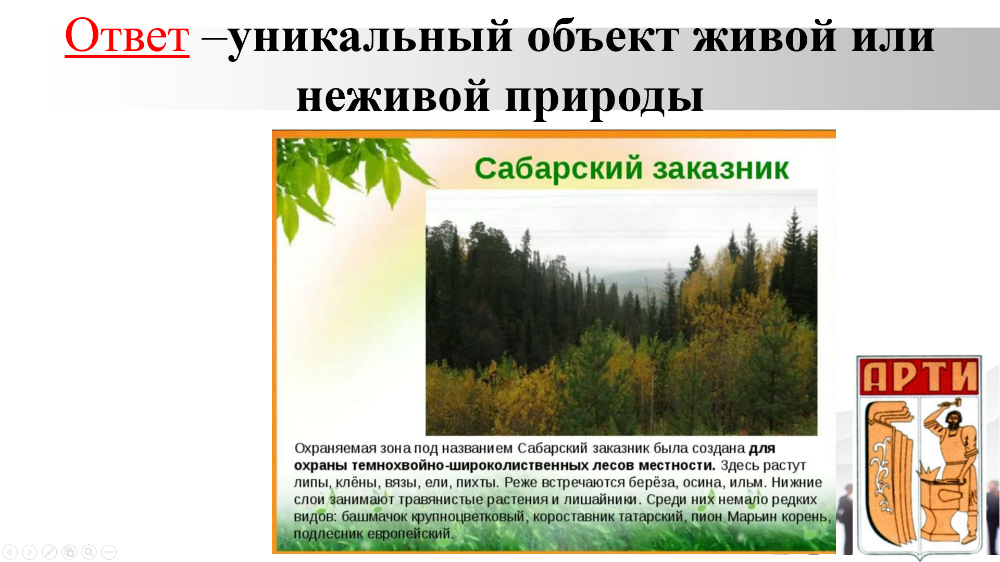 Ответ –уникальный объект живой или
неживой природы
Сабарский заказник
Охраняемая зона под названием Сабарский заказник была создана для
охраны темнохвойно-широколиственных лесов местности. Здесь растут
липы, клёны, вязы, ели, пихты. Реже встречаются берёза, осина, ильм. Нижние
слои занимают травянистые растения и лишайники. Среди них немало редких
видов: башмачок крупноцветковый, короставник татарский, пион Марьин корень,
подлесник европейский.
АРТИ